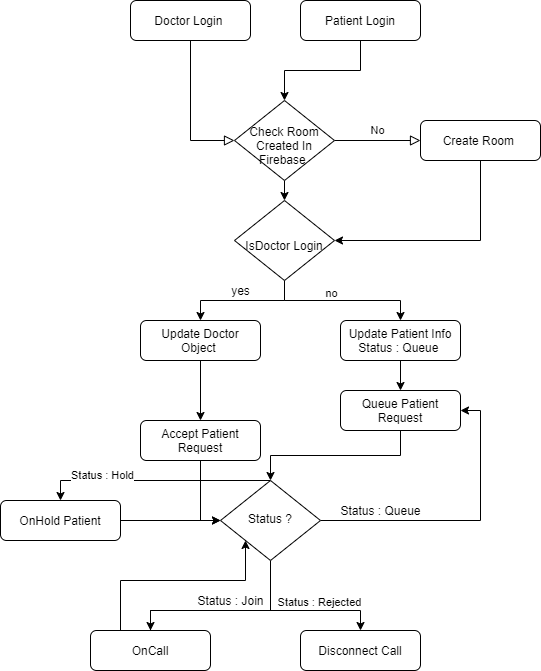 Doctor Login
Patient Login
Check Room
Created In
Firebase
No
Create Room
IsDoctor Login
yes
no
Update Doctor
Object
Update Patient Info
Status : Queue
Queue Patient
Request
Accept Patient
Request
Status : Hold
OnHold Patient
Status ?
Status : Queue
Status : Join
Status : Rejected
OnCall
Disconnect Call